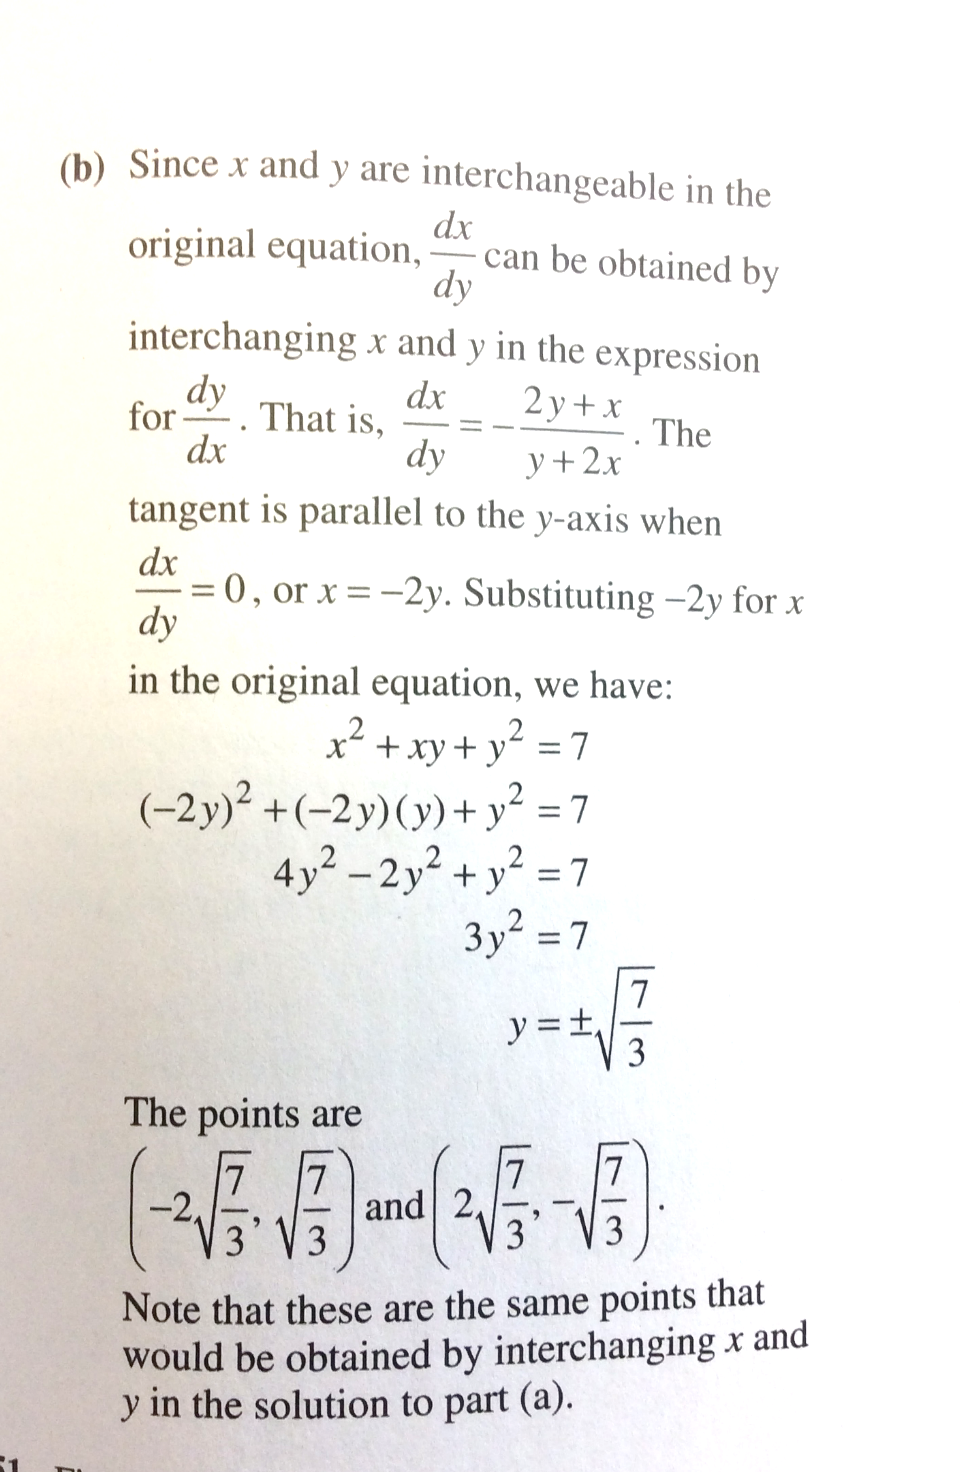 (b) Since x and y are interchangeable in the
original equation, dx/dy can be obtained by
interchanging x and y in the expression
for dy/dx. That is, dx/dy = −(2y+x)/(y+2x). The
tangent is parallel to the y-axis when
dx/dy = 0, or x = −2y. Substituting −2y for x
in the original equation, we have:
x² + xy + y² = 7
(−2y)² + (−2y)(y) + y² = 7
4y² − 2y² + y² = 7
3y² = 7
y = ±√(7/3)
The points are
(−2√(7/3), √(7/3)) and (2√(7/3), −√(7/3)).
Note that these are the same points that
would be obtained by interchanging x and
y in the solution to part (a).